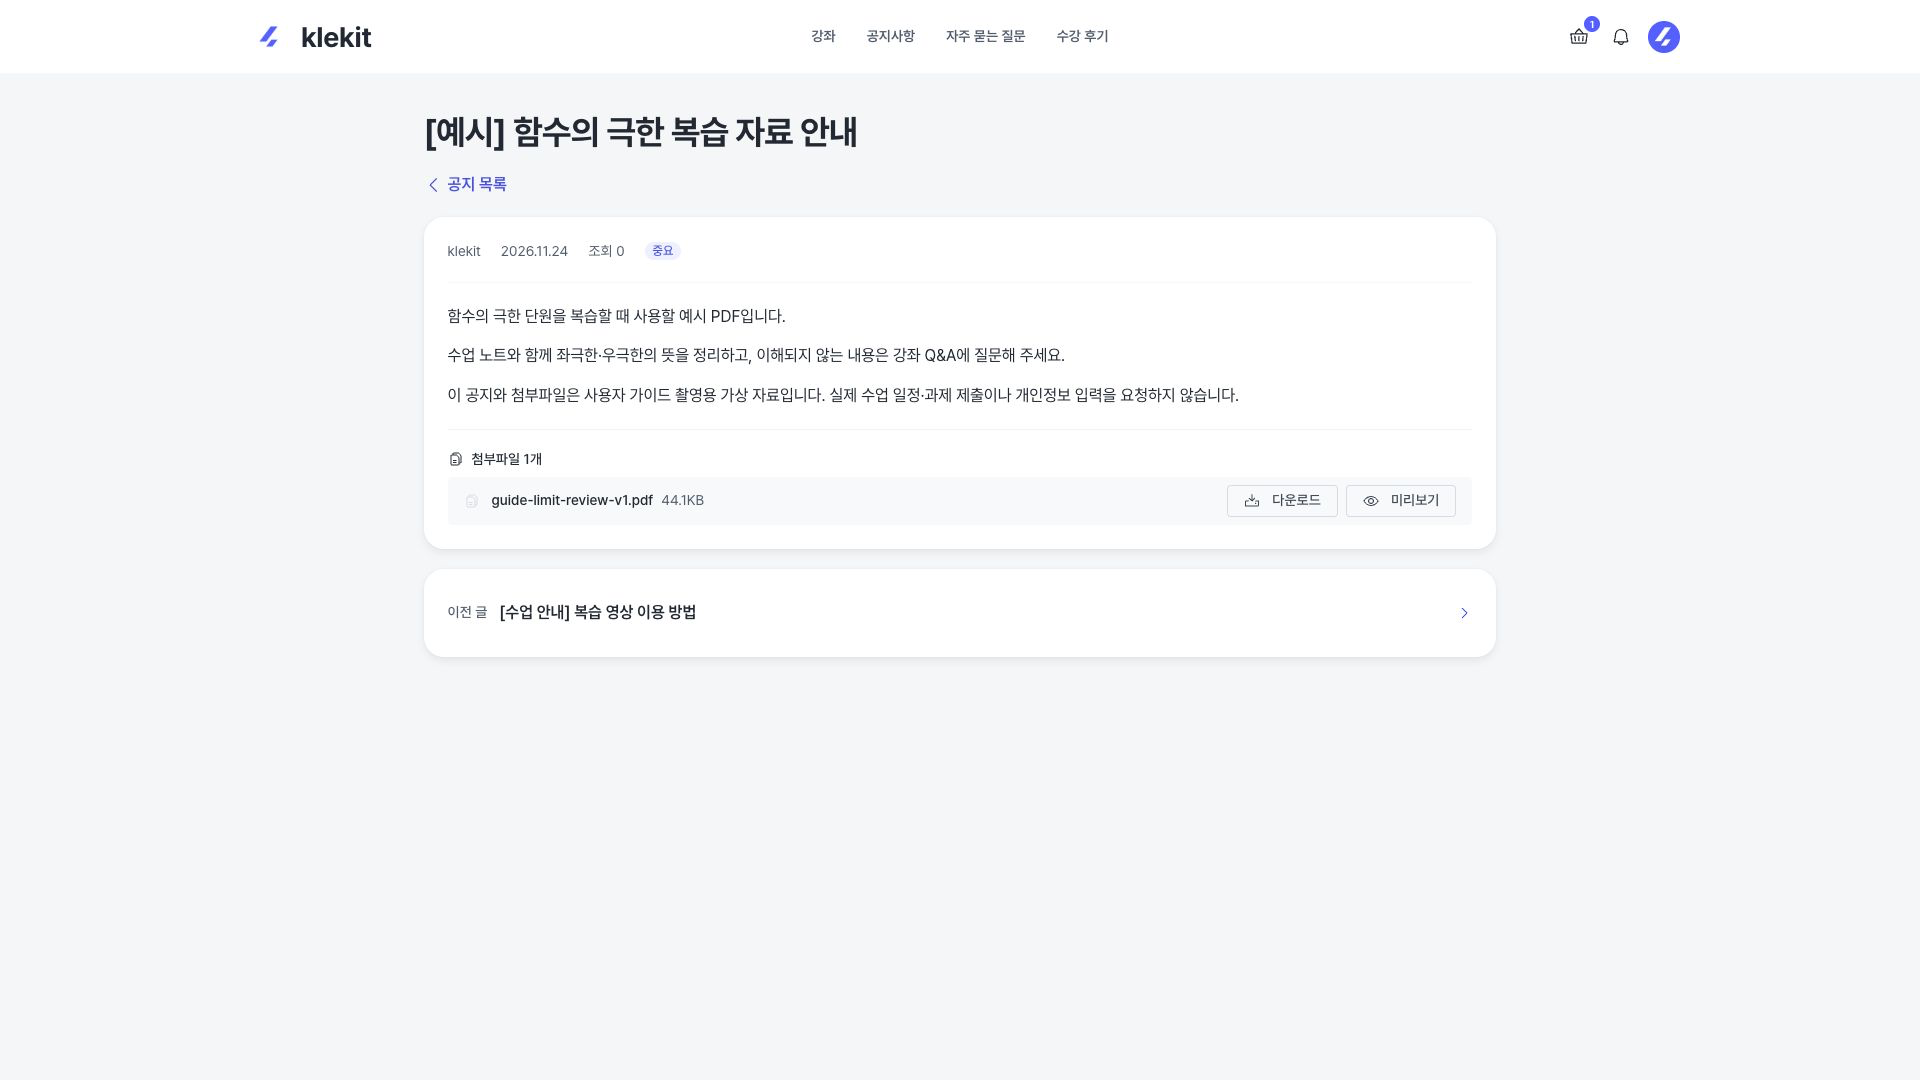 klekit
강좌 공지사항 자주 묻는 질문 수강 후기
1
[예시] 함수의 극한 복습 자료 안내
공지 목록
klekit 2026.11.24 조회 0 중요
함수의 극한 단원을 복습할 때 사용할 예시 PDF입니다.
수업 노트와 함께 좌극한·우극한의 뜻을 정리하고, 이해되지 않는 내용은 강좌 Q&A에 질문해 주세요.
이 공지와 첨부파일은 사용자 가이드 촬영용 가상 자료입니다. 실제 수업 일정·과제 제출이나 개인정보 입력을 요청하지 않습니다.
첨부파일 1개
guide-limit-review-v1.pdf 44.1KB 다운로드 미리보기
이전 글 [수업 안내] 복습 영상 이용 방법